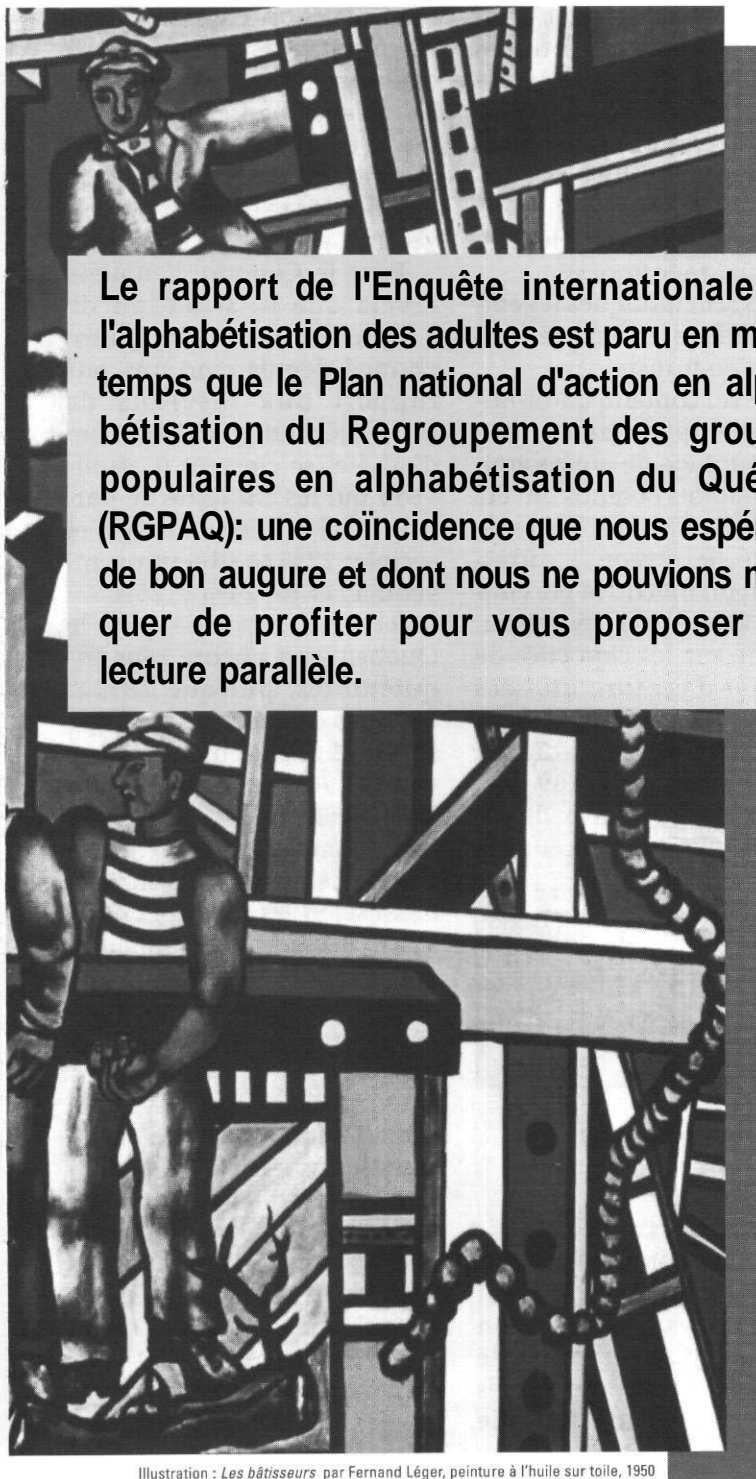 Le rapport de l'Enquête internationale
l'alphabétisation des adultes est paru en m
temps que le Plan national d'action en alp
bétisation du Regroupement des grou
populaires en alphabétisation du Qué
(RGPAQ): une coïncidence que nous espér
de bon augure et dont nous ne pouvions m
quer de profiter pour vous proposer
lecture parallèle.
Illustration : Les bâtisseurs par Fernand Léger, peinture à l'huile sur toile, 1950